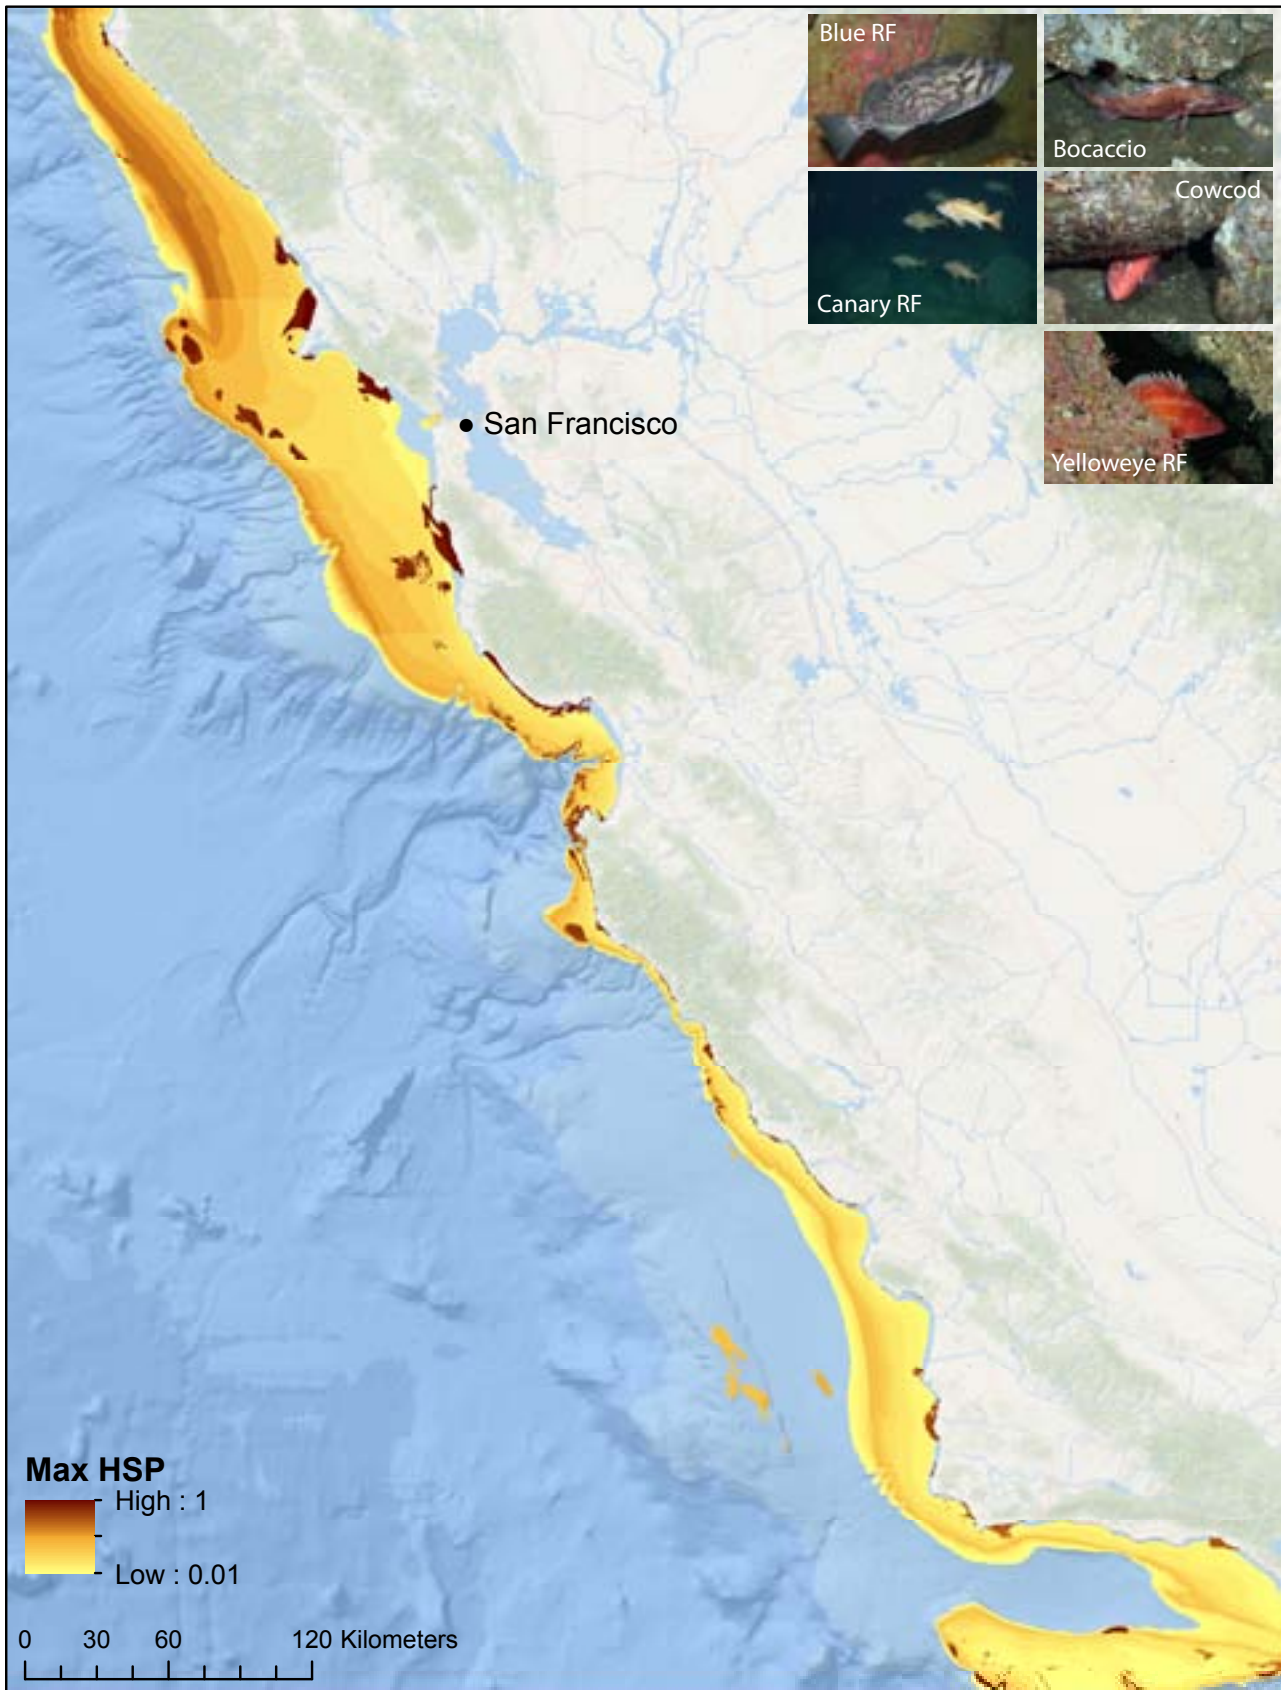 Blue RF
Bocaccio
Canary RF
Cowcod
Yelloweye RF
San Francisco
Max HSP
High : 1
Low : 0.01
0 30 60 120 Kilometers